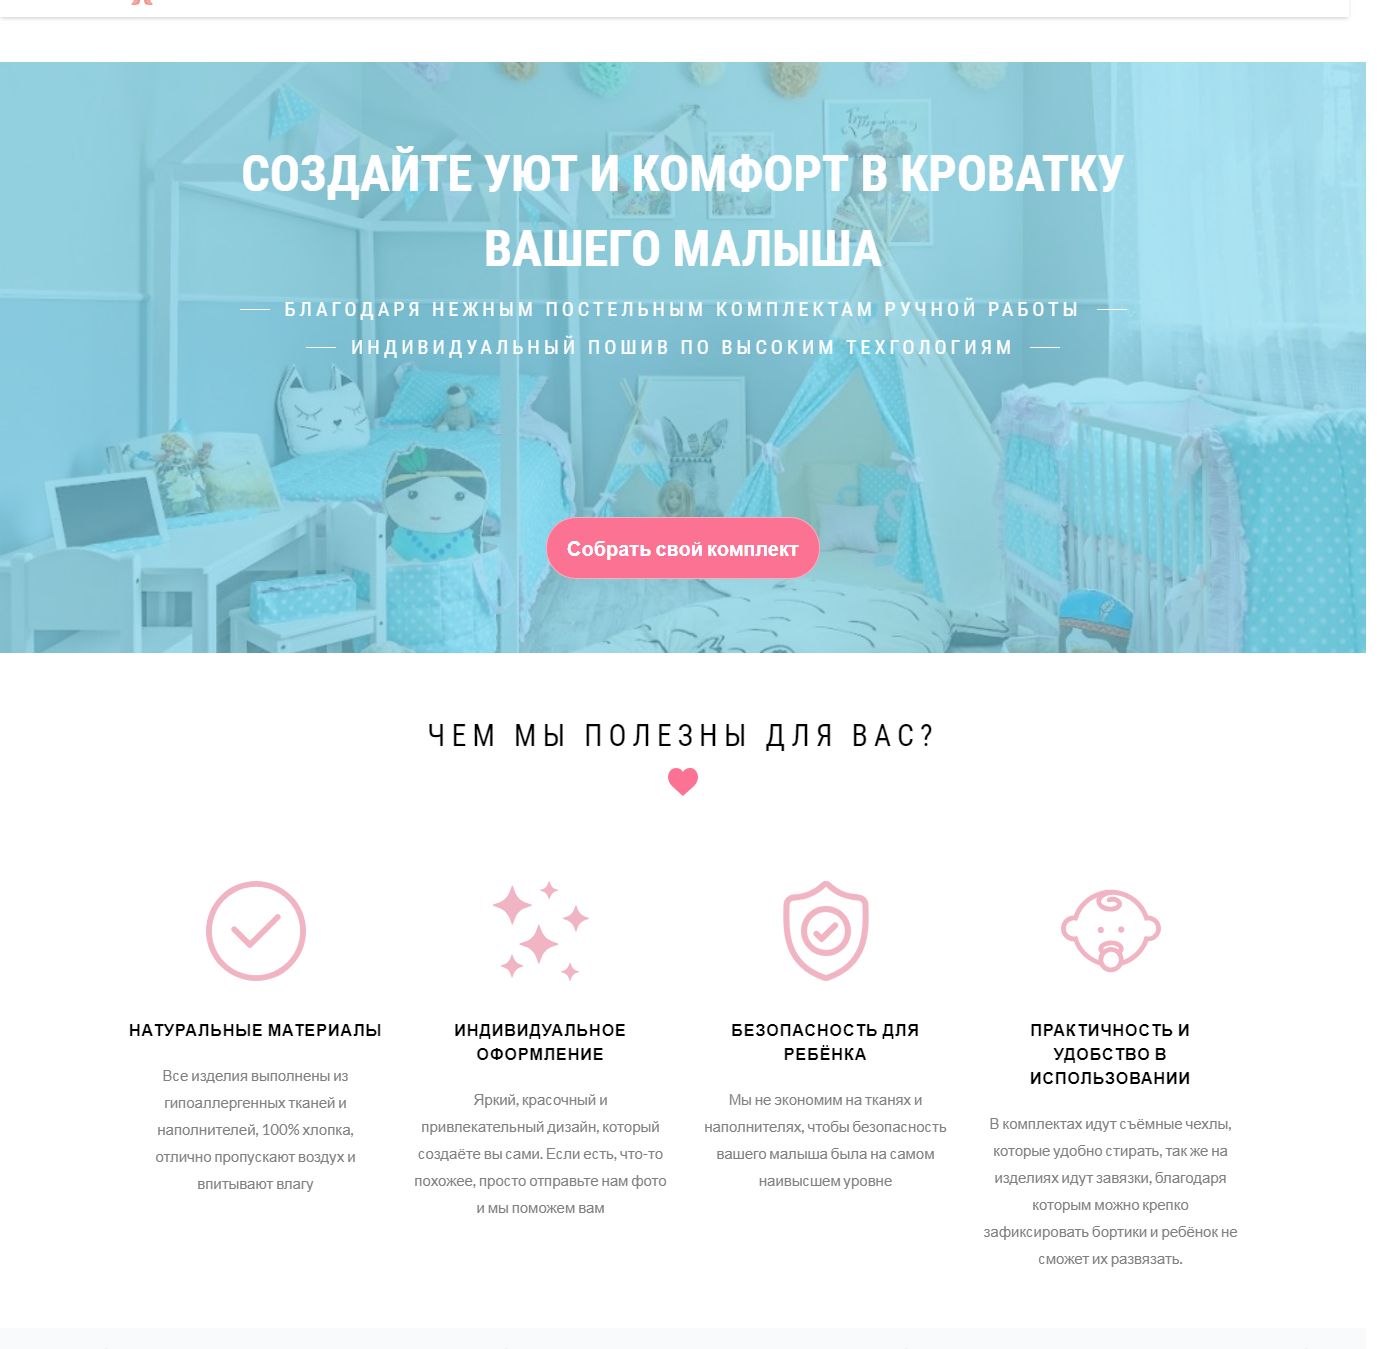 СОЗДАЙТЕ УЮТ И КОМФОРТ В КРОВАТКУ
ВАШЕГО МАЛЫША
БЛАГОДАРЯ НЕЖНЫМ ПОСТЕЛЬНЫМ КОМПЛЕКТАМ РУЧНОЙ РАБОТЫ
ИНДИВИДУАЛЬНЫЙ ПОШИВ ПО ВЫСОКИМ ТЕХГОЛОГИЯМ
Собрать свой комплект
ЧЕМ МЫ ПОЛЕЗНЫ ДЛЯ ВАС?
НАТУРАЛЬНЫЕ МАТЕРИАЛЫ
Все изделия выполнены из
гипоаллергенных тканей и
наполнителей, 100% хлопка,
отлично пропускают воздух и
впитывают влагу
ИНДИВИДУАЛЬНОЕ
ОФОРМЛЕНИЕ
Яркий, красочный и
привлекательный дизайн, который
создаёте вы сами. Если есть, что-то
похожее, просто отправьте нам фото
и мы поможем вам
БЕЗОПАСНОСТЬ ДЛЯ
РЕБЁНКА
Мы не экономим на тканях и
наполнителях, чтобы безопасность
вашего малыша была на самом
наивысшем уровне
ПРАКТИЧНОСТЬ И
УДОБСТВО В
ИСПОЛЬЗОВАНИИ
В комплектах идут съёмные чехлы,
которые удобно стирать, так же на
изделиях идут завязки, благодаря
которым можно крепко
зафиксировать бортики и ребёнок не
сможет их развязать.